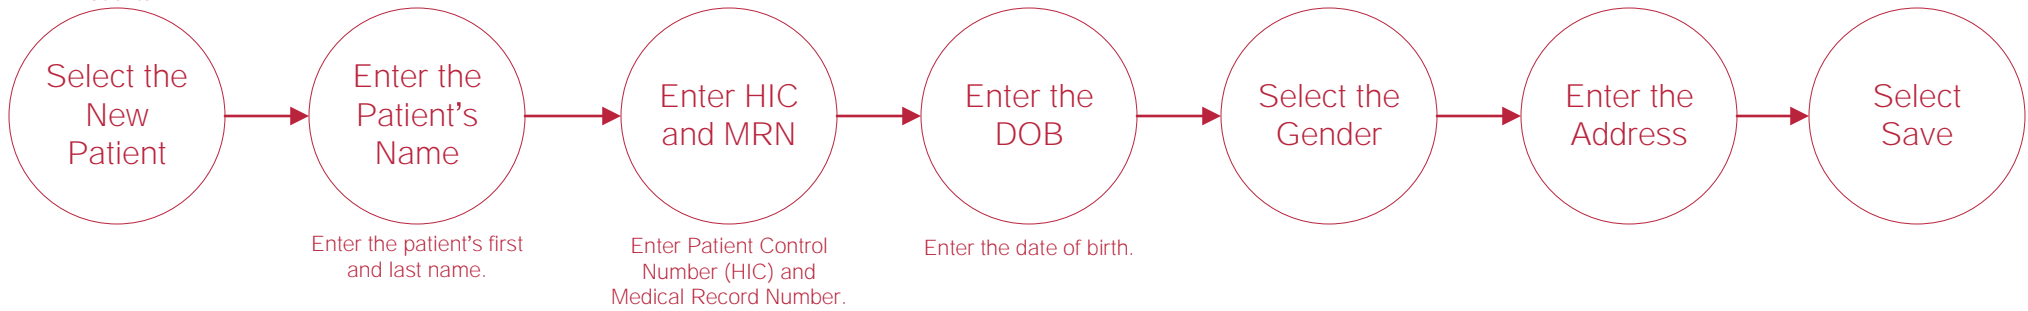 Select the
New
Patient
Enter the
Patient's
Name
Enter the patient's first
and last name.
Enter HIC
and MRN
Enter Patient Control
Number (HIC) and
Medical Record Number.
Enter the
DOB
Enter the date of birth.
Select the
Gender
Enter the
Address
Select
Save